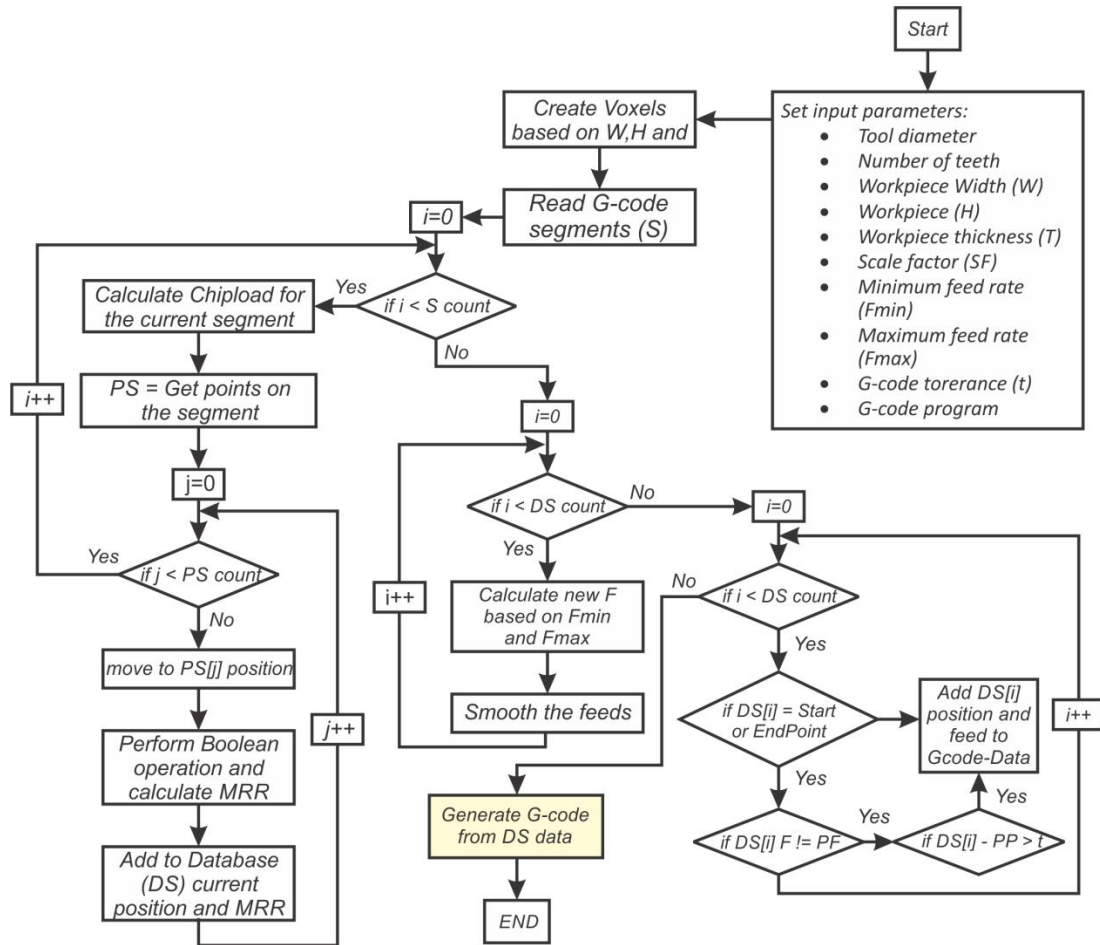 Start
Set input parameters:
• Tool diameter
• Number of teeth
• Workpiece Width (W)
• Workpiece (H)
• Workpiece thickness (T)
• Scale factor (SF)
• Minimum feed rate
(Fmin)
• Maximum feed rate
(Fmax)
• G-code torerance (t)
• G-code program
Create Voxels
based on W,H and
Read G-code
segments (S)
i=0
if i < S count
Yes
No
Calculate Chipload for
the current segment
PS = Get points on
the segment
i++
j=0
if j < PS count
Yes
No
move to PS[j] position
Perform Boolean
operation and
calculate MRR
Add to Database
(DS) current
position and MRR
j++
i=0
if i < DS count
No
Yes
Calculate new F
based on Fmin
and Fmax
Smooth the feeds
i++
i=0
if i < DS count
No
Yes
if DS[i] = Start
or EndPoint
Yes
Add DS[i]
position and
feed to
Gcode-Data
i++
if DS[i] F != PF
Yes
if DS[i] - PP > t
Yes
Generate G-code
from DS data
END